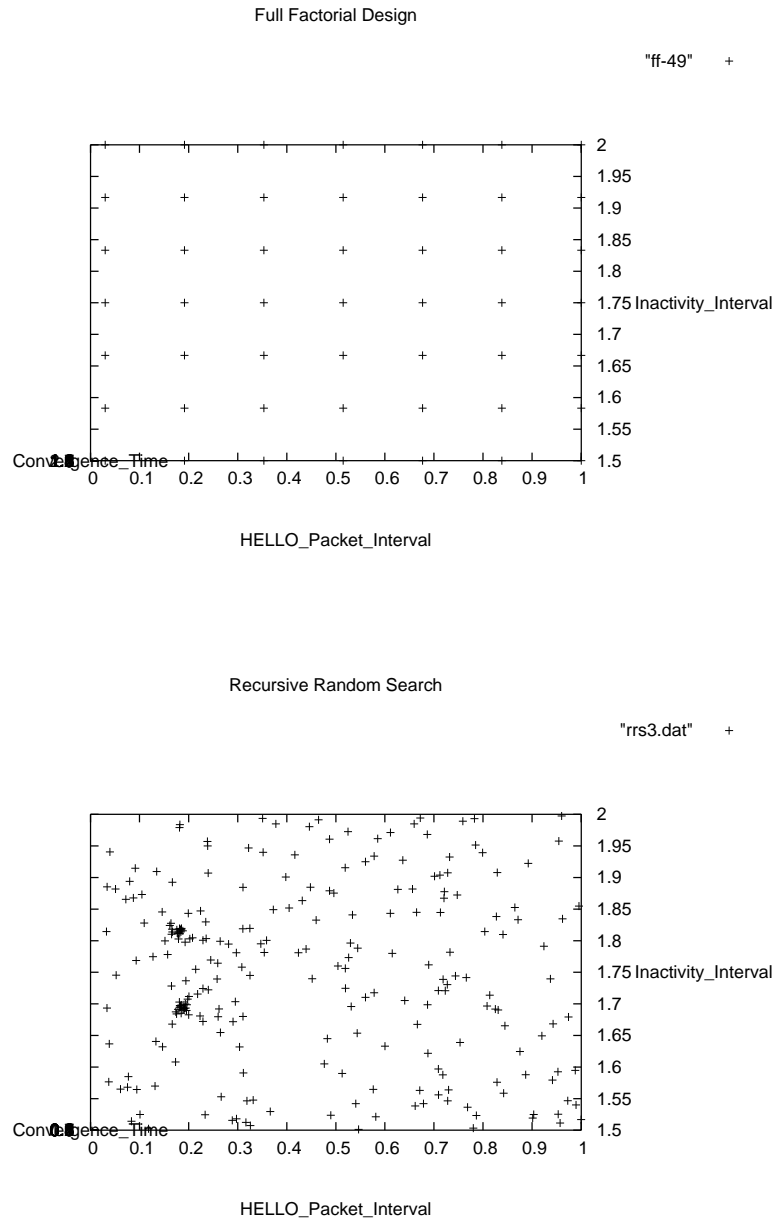 Full Factorial Design
"ff-49"
2
1.95
1.9
1.85
1.8
1.75 Inactivity_Interval
1.7
1.65
1.6
1.55
1.5
Convergence_Time
0 0.1 0.2 0.3 0.4 0.5 0.6 0.7 0.8 0.9 1
HELLO_Packet_Interval
Recursive Random Search
"rrs3.dat"
2
1.95
1.9
1.85
1.8
1.75 Inactivity_Interval
1.7
1.65
1.6
1.55
1.5
Convergence_Time
0 0.1 0.2 0.3 0.4 0.5 0.6 0.7 0.8 0.9 1
HELLO_Packet_Interval